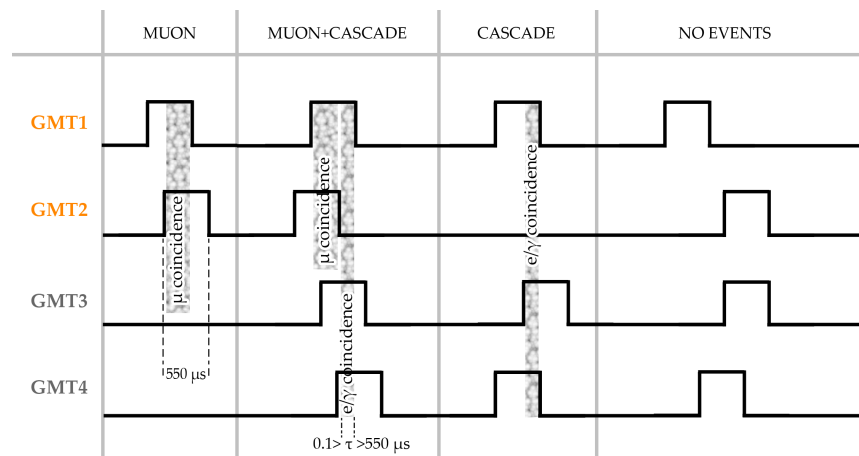 MUON MUON+CASCADE CASCADE NO EVENTS
GMT1
GMT2
GMT3
GMT4
μ coincidence
μ coincidence
e/γ coincidence
e/γ coincidence
550 μs
0.1> τ >550 μs